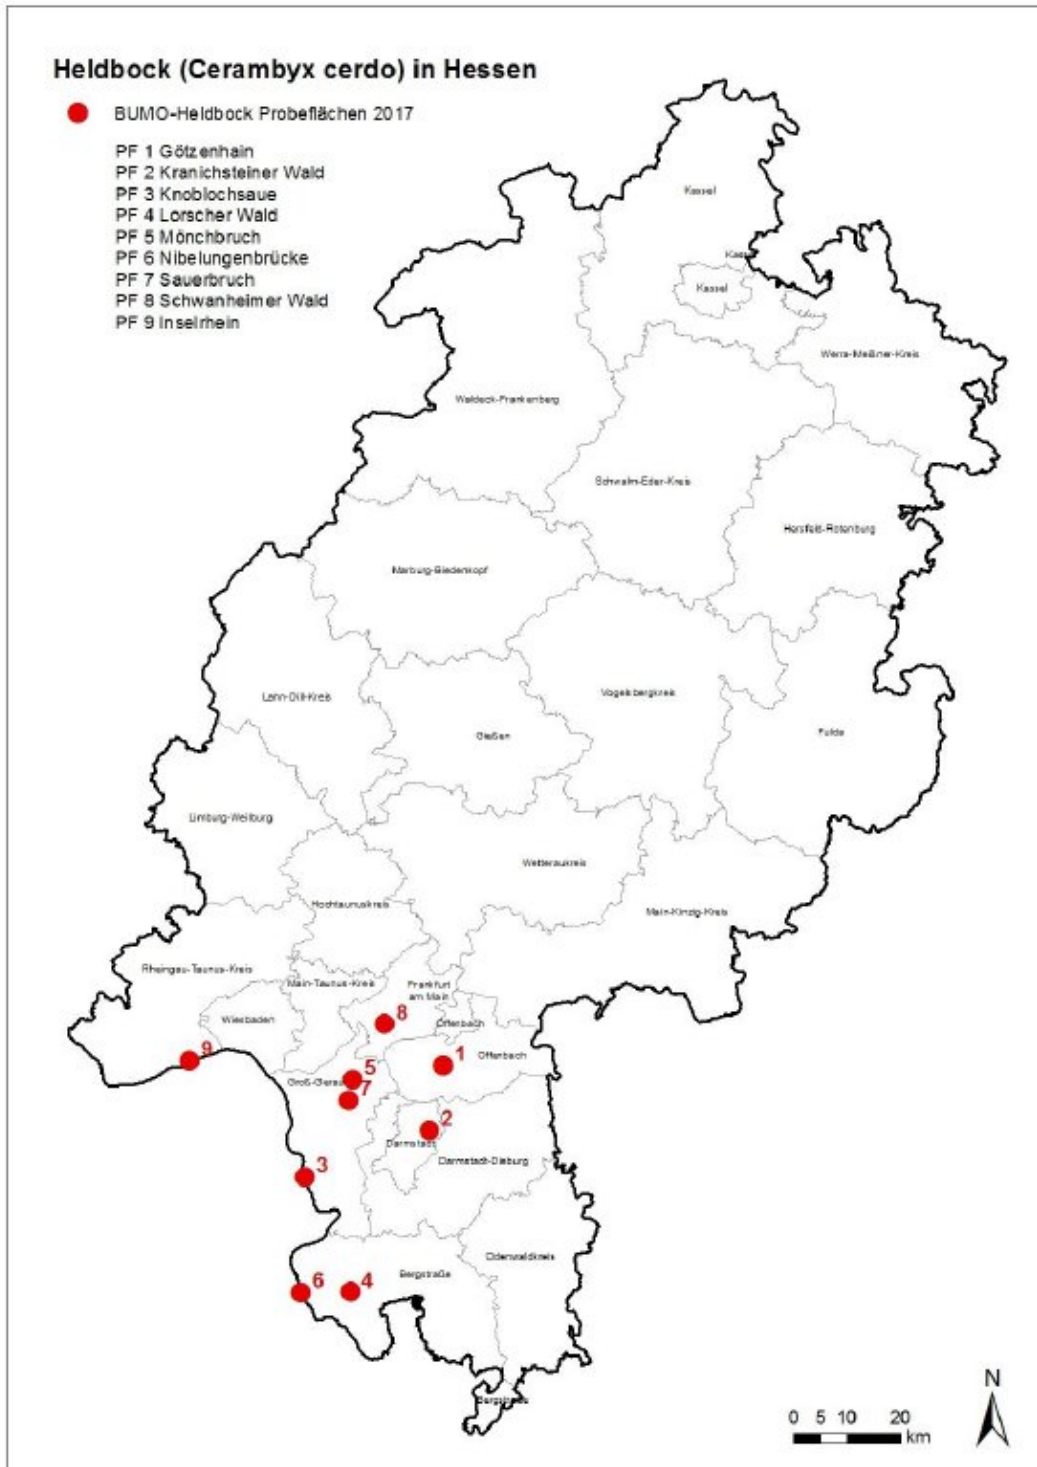 Heldbock (Cerambyx cerdo) in Hessen
BUMO-Heldbock Probeflächen 2017
PF 1 Götzenhain
PF 2 Kranichsteiner Wald
PF 3 Knoblochsaue
PF 4 Lorscher Wald
PF 5 Mönchbruch
PF 6 Nibelungenbrücke
PF 7 Sauerbruch
PF 8 Schwanheimer Wald
PF 9 Inselrhein
Kassel
Kassel
Werra-Meißner-Kreis
Waldeck-Frankenberg
Schwalm-Eder-Kreis
Hersfeld-Rotenburg
Marburg-Biedenkopf
Lahn-Dill-Kreis
Vogelsbergkreis
Gießen
Fulda
Limburg-Weilburg
Wetteraukreis
Hochtaunuskreis
Main-Kinzig-Kreis
Rheingau-Taunus-Kreis
Main-Taunus-Kreis
Frankfurt
am Main
Wiesbaden
8
Offenbach
9
1
Offenbach
5
Groß-Gerau
7
2
Darmstadt
Darmstadt-Dieburg
3
Odenwaldkreis
Bergstraße
6
4
N
0 5 10 20
km